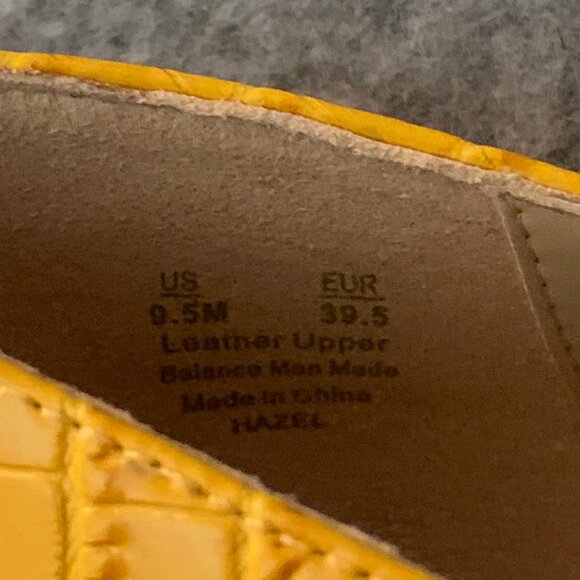 US EUR
9.5M 39.5
Leather Upper
Balance Man Made
Made In China
HAZEL